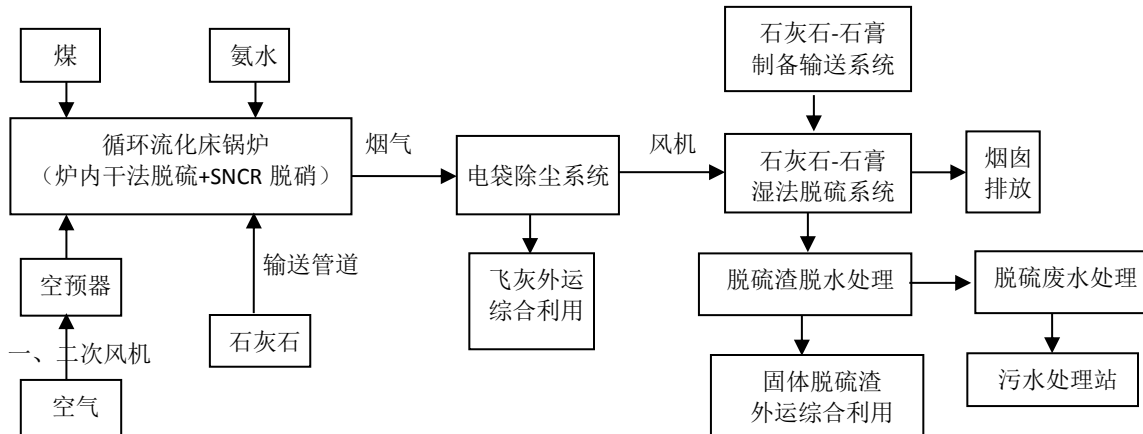 煤
氨水
石灰石-石膏
制备输送系统
循环流化床锅炉
（炉内干法脱硫+SNCR 脱硝）
烟气
电袋除尘系统
风机
石灰石-石膏
湿法脱硫系统
烟囱
排放
空预器
输送管道
飞灰外运
综合利用
脱硫渣脱水处理
脱硫废水处理
石灰石
一、二次风机
空气
固体脱硫渣
外运综合利用
污水处理站